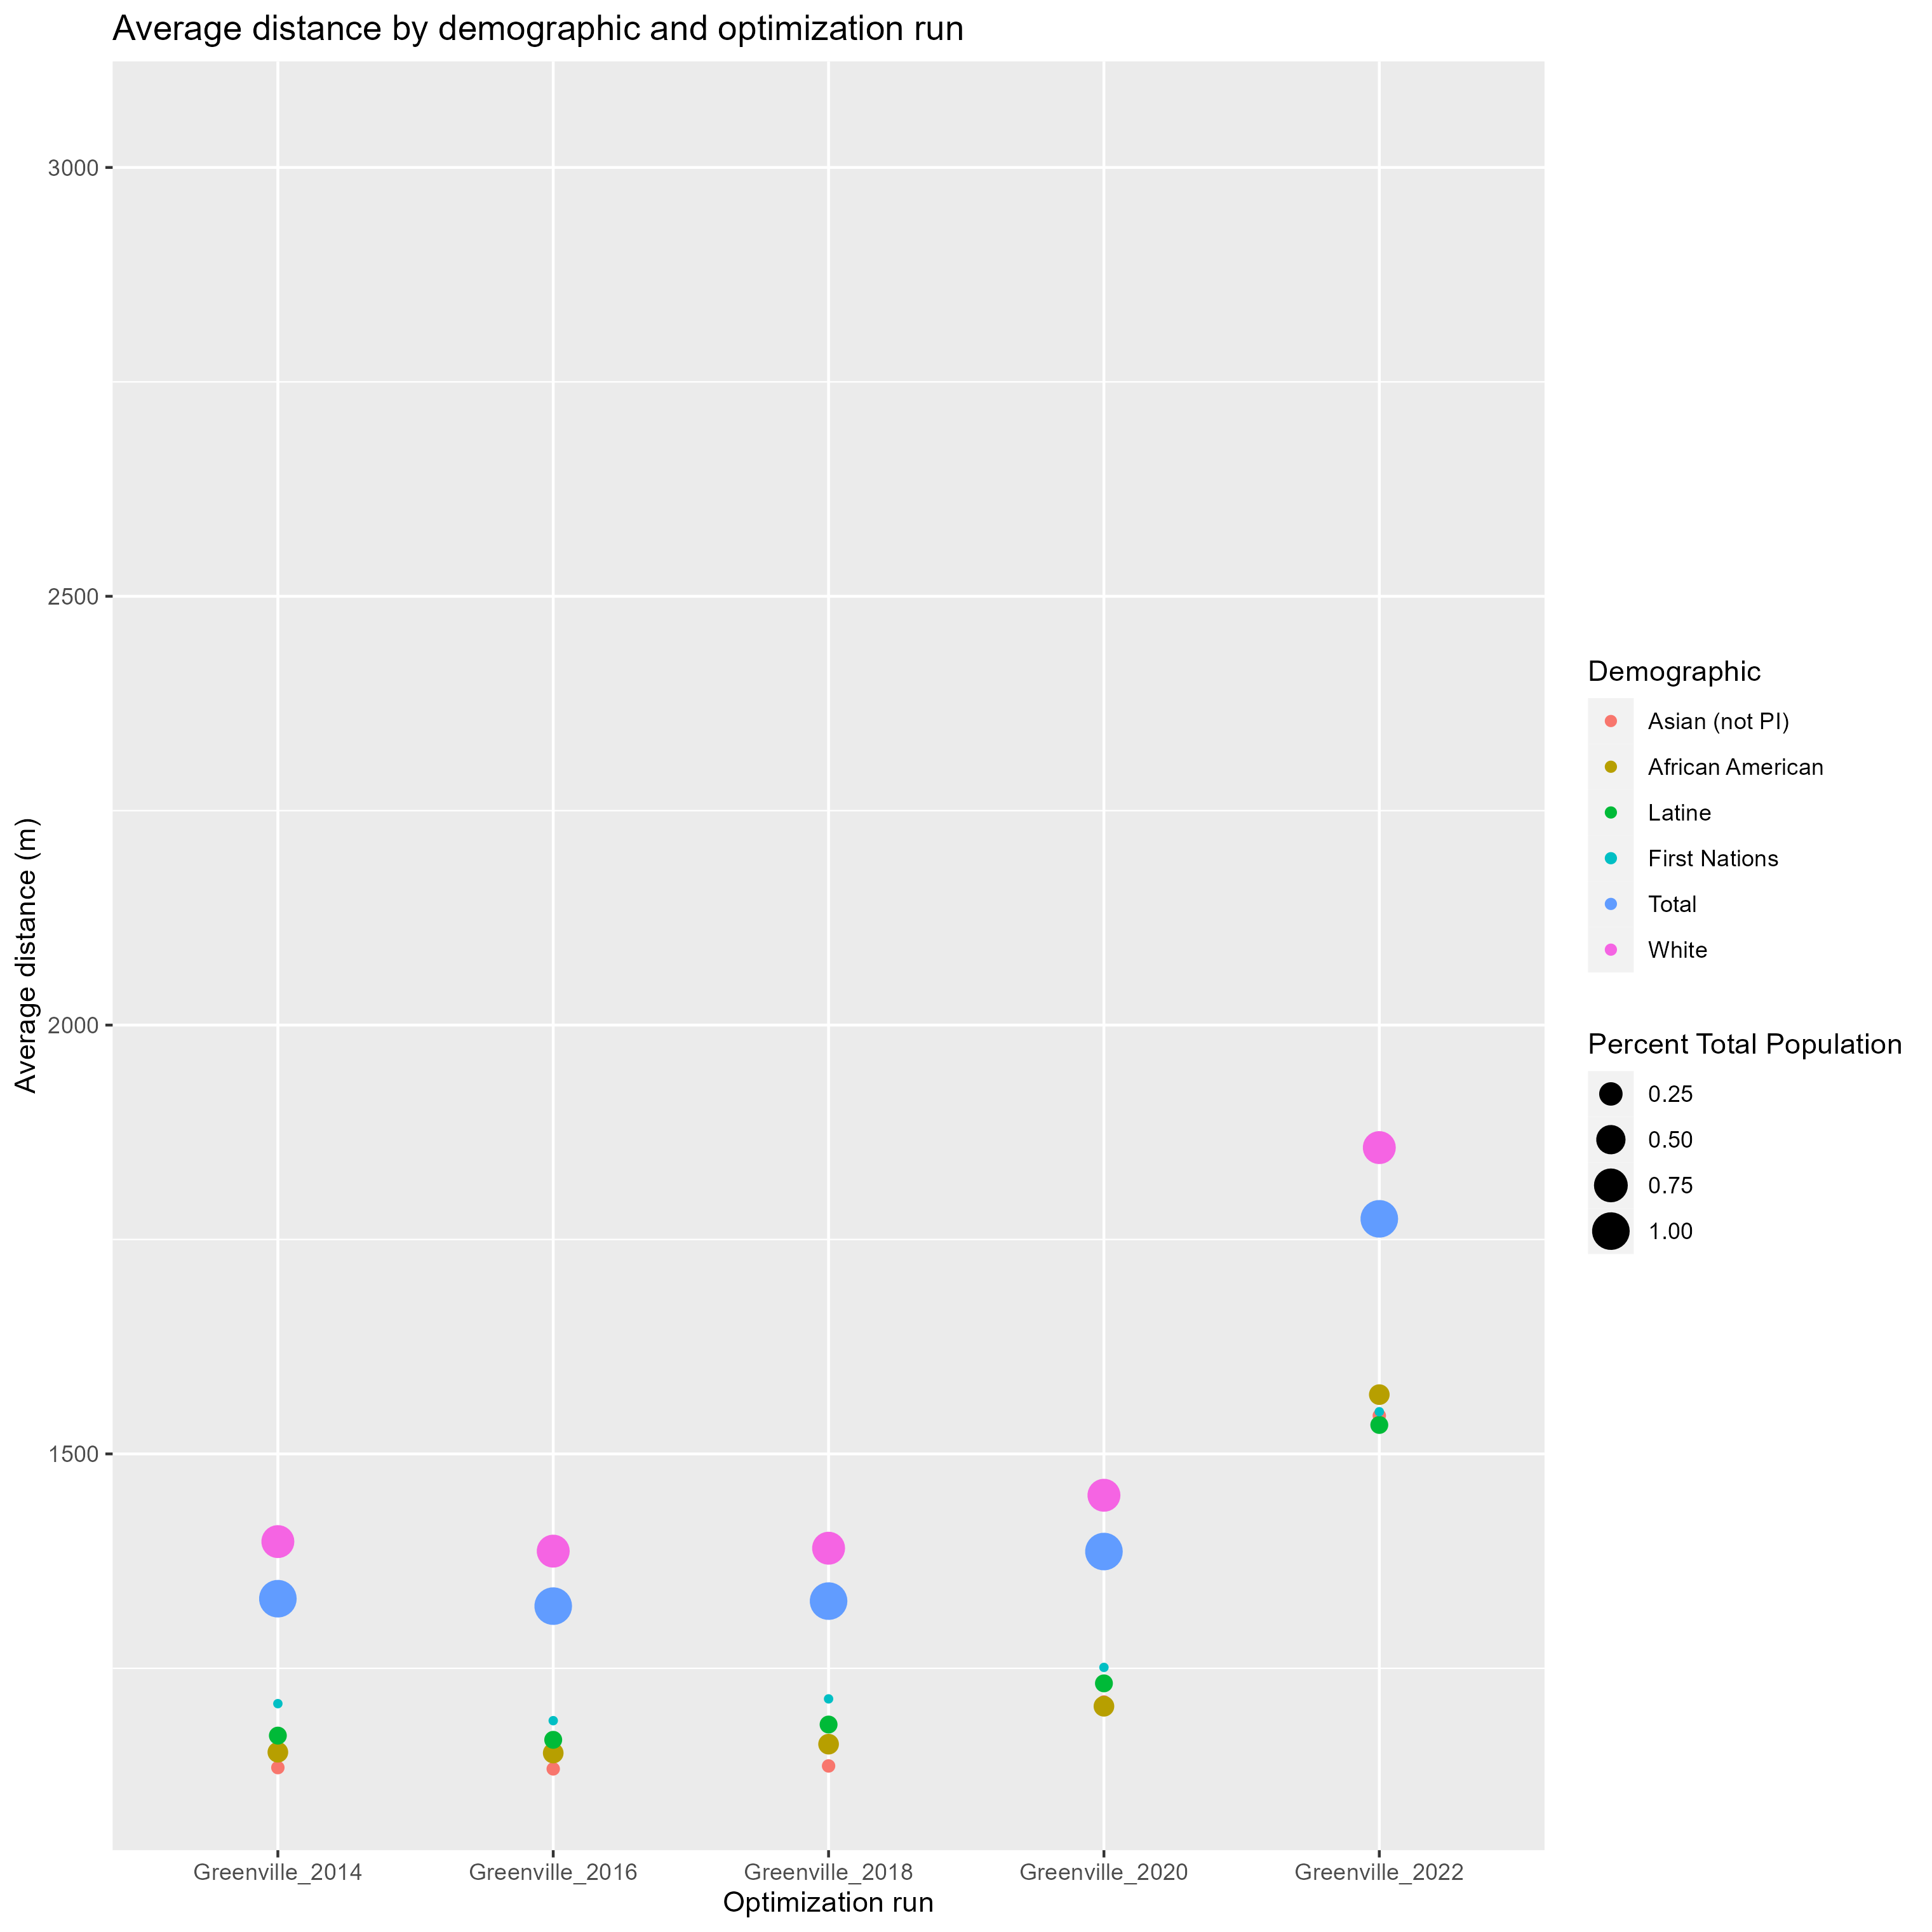 Average distance by demographic and optimization run
3000
2500
2000
1500
Average distance (m)
Greenville_2014
Greenville_2016
Greenville_2018
Greenville_2020
Greenville_2022
Optimization run
Demographic
Asian (not PI)
African American
Latine
First Nations
Total
White
Percent Total Population
0.25
0.50
0.75
1.00